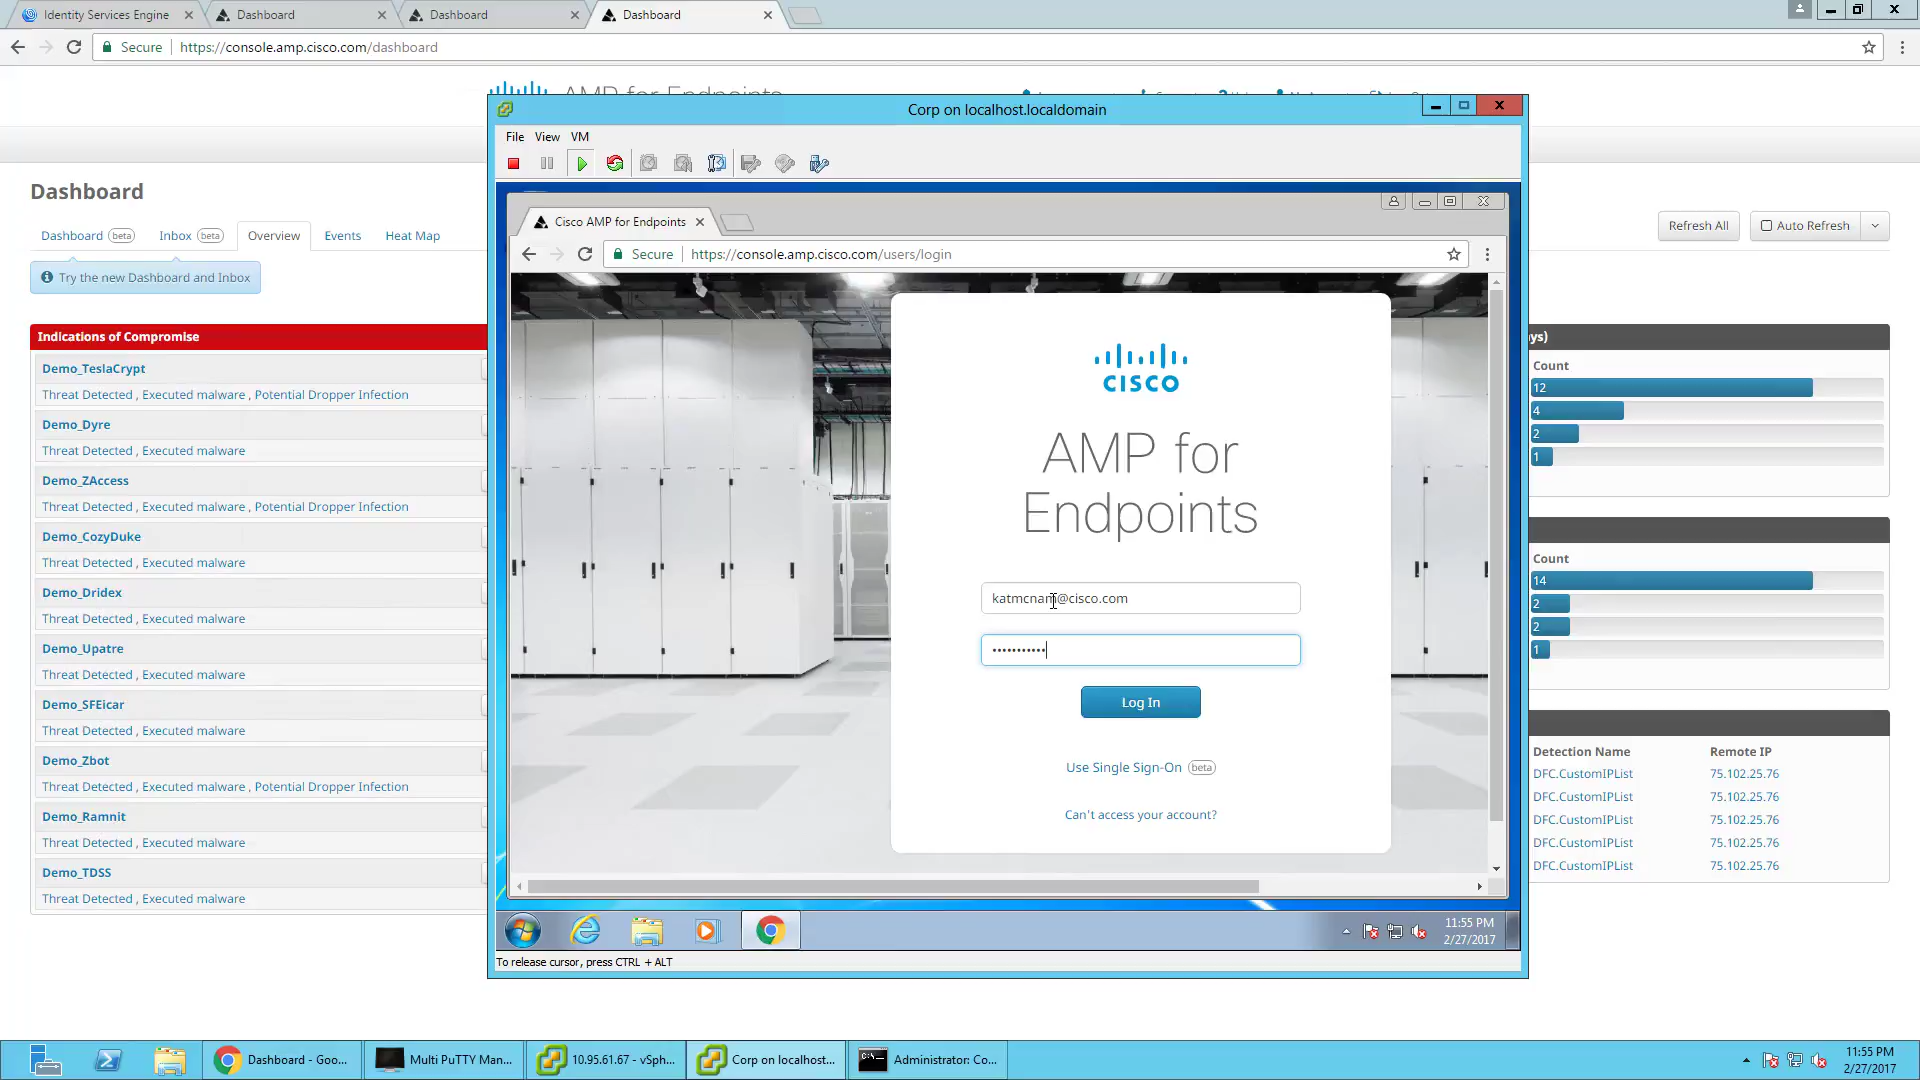 Identity Services Engine
Dashboard
Dashboard
Dashboard
Secure
https://console.amp.cisco.com/dashboard
AMP for Endpoints
Corp on localhost.localdomain
File View VM
Cisco AMP for Endpoints
Secure
https://console.amp.cisco.com/users/login
CISCO
AMP for
Endpoints
katmcnam@cisco.com
•••••••••••
Log In
Use Single Sign-On beta
Can't access your account?
11:55 PM
2/27/2017
To release cursor, press CTRL + ALT
Dashboard
Dashboard beta
Inbox beta
Overview
Events
Heat Map
Refresh All
Auto Refresh
Try the new Dashboard and Inbox
Indications of Compromise
Demo_TeslaCrypt
Threat Detected , Executed malware , Potential Dropper Infection
Demo_Dyre
Threat Detected , Executed malware
Demo_ZAccess
Threat Detected , Executed malware , Potential Dropper Infection
Demo_CozyDuke
Threat Detected , Executed malware
Demo_Dridex
Threat Detected , Executed malware
Demo_Upatre
Threat Detected , Executed malware
Demo_SFEicar
Threat Detected , Executed malware
Demo_Zbot
Threat Detected , Executed malware , Potential Dropper Infection
Demo_Ramnit
Threat Detected , Executed malware
Demo_TDSS
Threat Detected , Executed malware
ys)
Count
12
4
2
1
Count
14
2
2
1
Detection Name Remote IP
DFC.CustomIPList 75.102.25.76
DFC.CustomIPList 75.102.25.76
DFC.CustomIPList 75.102.25.76
DFC.CustomIPList 75.102.25.76
DFC.CustomIPList 75.102.25.76
Dashboard - Goo...
Multi PuTTY Man...
10.95.61.67 - vSph...
Corp on localhost...
Administrator: Co...
11:55 PM
2/27/2017